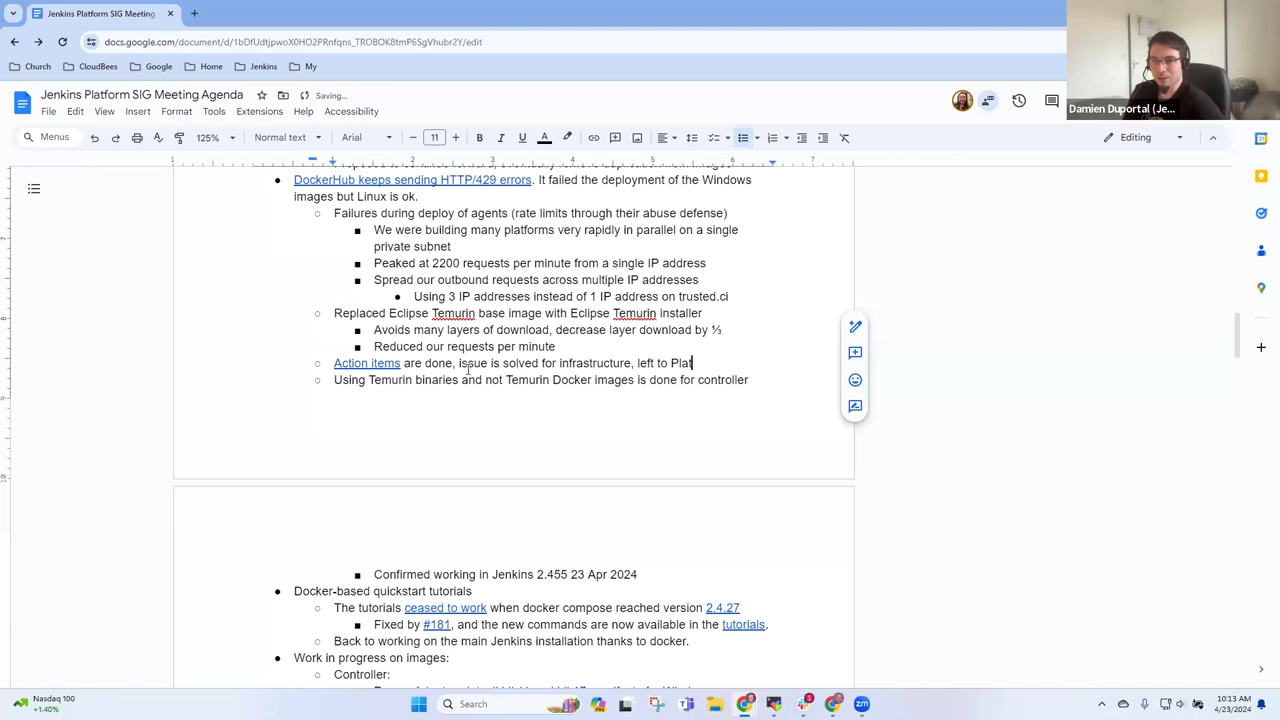 Jenkins Platform SIG Meeting Ag
docs.google.com/document/d/1bDfUdtjpwoX0HO2PRnfqns_TROBOK8tmP6SgVhubr2Y/edit
Church CloudBees Google Home Jenkins My
Jenkins Platform SIG Meeting Agenda Saving...
File Edit View Insert Format Tools Extensions Help Accessibility
Damien Duportal (Je...
Menus 125% Normal text Arial 11 B I U A Editing
1 2 3 4 5 6 7
DockerHub keeps sending HTTP/429 errors. It failed the deployment of the Windows
images but Linux is ok.
Failures during deploy of agents (rate limits through their abuse defense)
We were building many platforms very rapidly in parallel on a single
private subnet
Peaked at 2200 requests per minute from a single IP address
Spread our outbound requests across multiple IP addresses
Using 3 IP addresses instead of 1 IP address on trusted.ci
Replaced Eclipse Temurin base image with Eclipse Temurin installer
Avoids many layers of download, decrease layer download by ⅓
Reduced our requests per minute
Action items are done, issue is solved for infrastructure, left to Plat
Using Temurin binaries and not Temurin Docker images is done for controller
Confirmed working in Jenkins 2.455 23 Apr 2024
Docker-based quickstart tutorials
The tutorials ceased to work when docker compose reached version 2.4.27
Fixed by #181, and the new commands are now available in the tutorials.
Back to working on the main Jenkins installation thanks to docker.
Work in progress on images:
Controller:
Nasdaq 100
+1.40%
Search
10:13 AM
4/23/2024